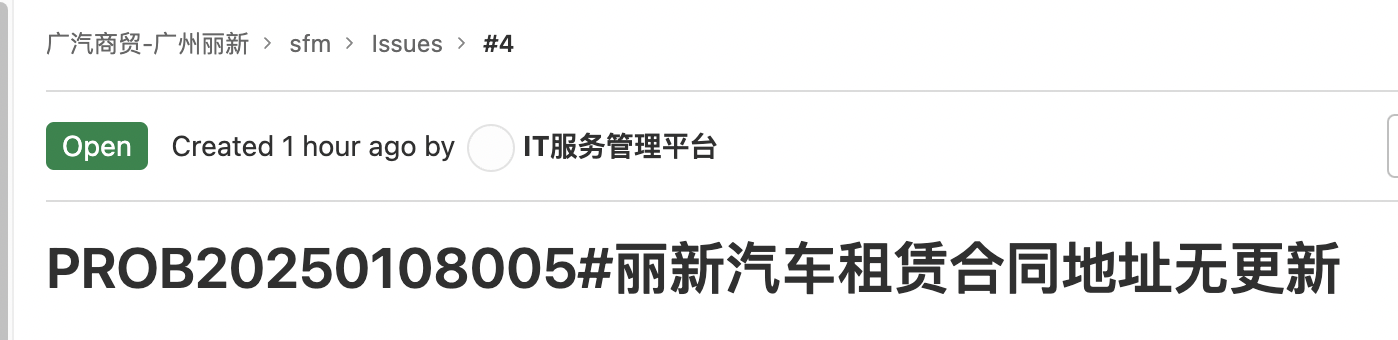 广汽商贸-广州丽新 > sfm > Issues > #4
Open Created 1 hour ago by IT服务管理平台
PROB20250108005#丽新汽车租赁合同地址无更新